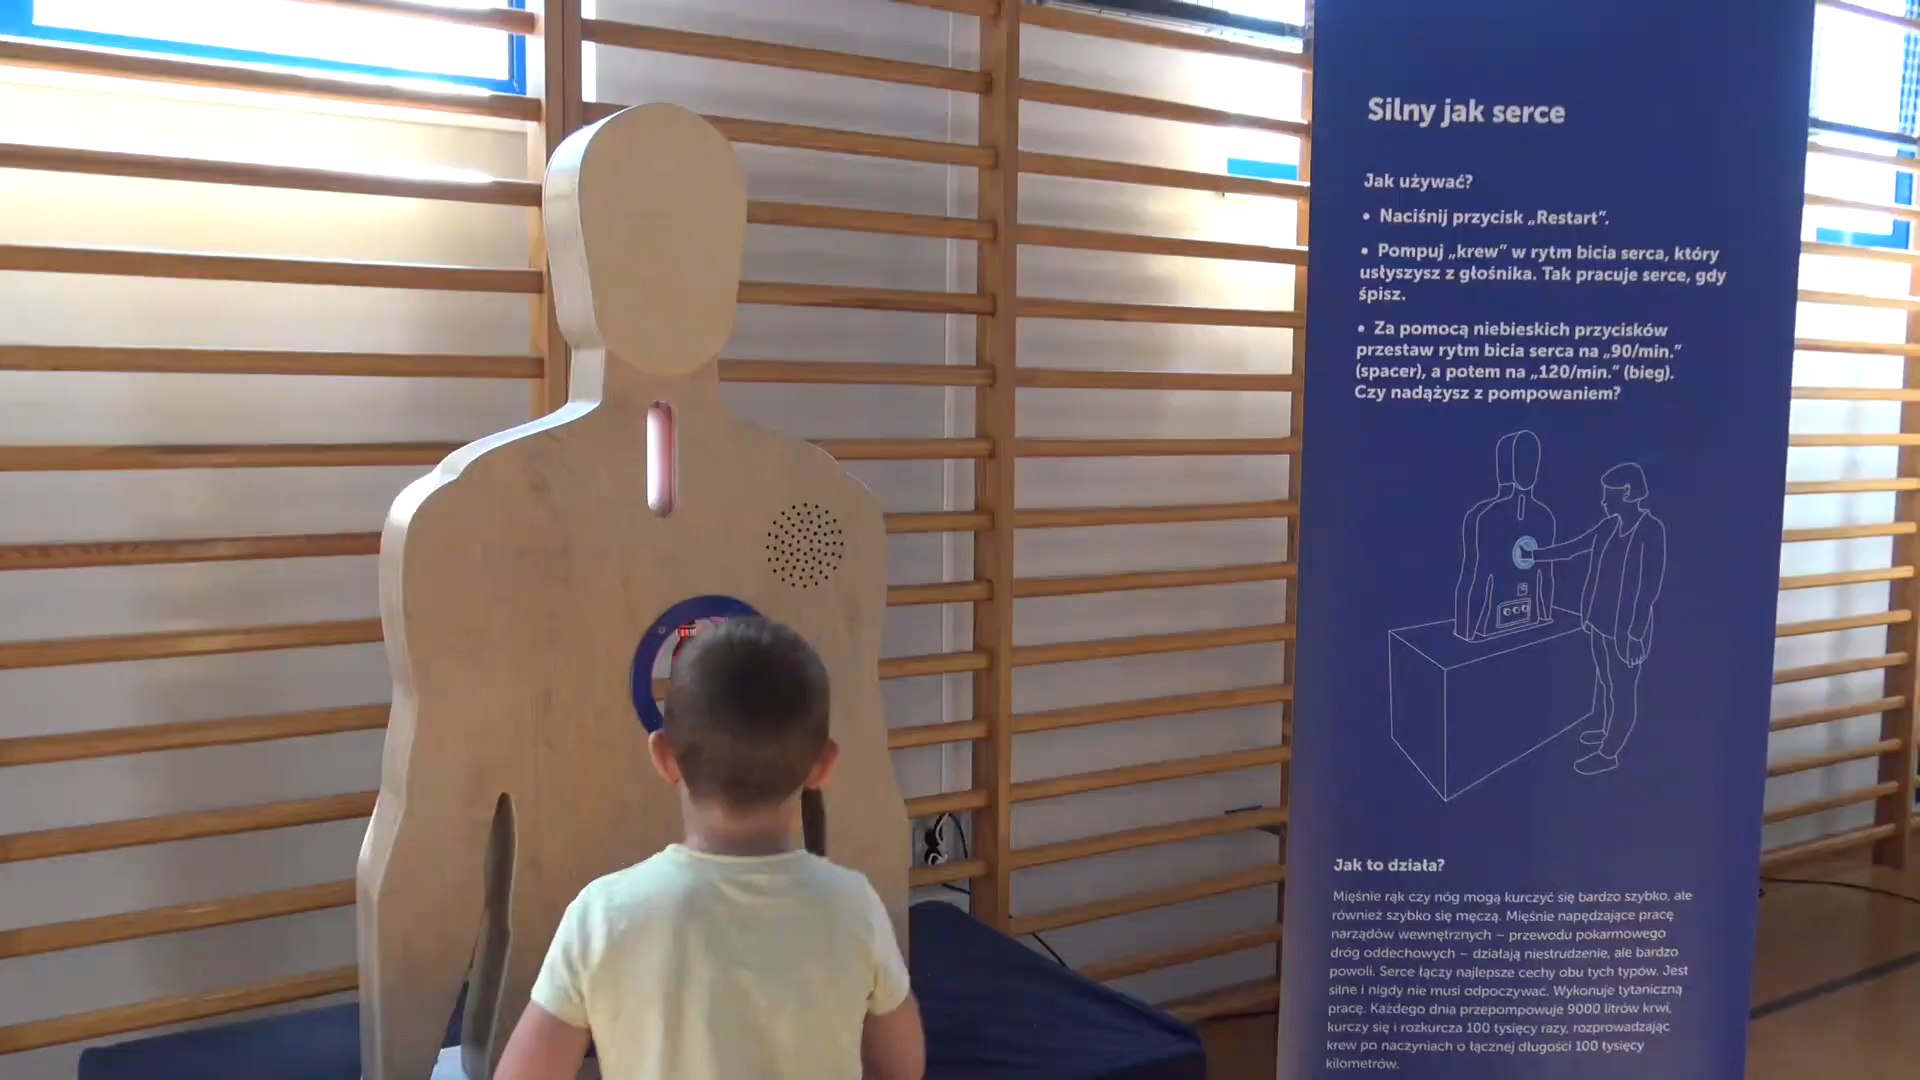 Silny jak serce
Jak używać?
• Naciśnij przycisk „Restart”.
• Pompuj „krew” w rytm bicia serca, który
usłyszysz z głośnika. Tak pracuje serce, gdy
śpisz.
• Za pomocą niebieskich przycisków
przestaw rytm bicia serca na „90/min.”
(spacer), a potem na „120/min.” (bieg).
Czy nadążysz z pompowaniem?
Jak to działa?
Mięśnie rąk czy nóg mogą kurczyć się bardzo szybko, ale
również szybko się męczą. Mięśnie napędzające pracę
narządów wewnętrznych – przewodu pokarmowego
dróg oddechowych – działają niestrudzenie, ale bardzo
powoli. Serce łączy najlepsze cechy obu tych typów. Jest
silne i nigdy nie musi odpoczywać. Wykonuje tytaniczną
pracę. Każdego dnia przepompowuje 9000 litrów krwi,
kurczy się i rozkurcza 100 tysięcy razy, rozprowadzając
krew po naczyniach o łącznej długości 100 tysięcy
kilometrów.